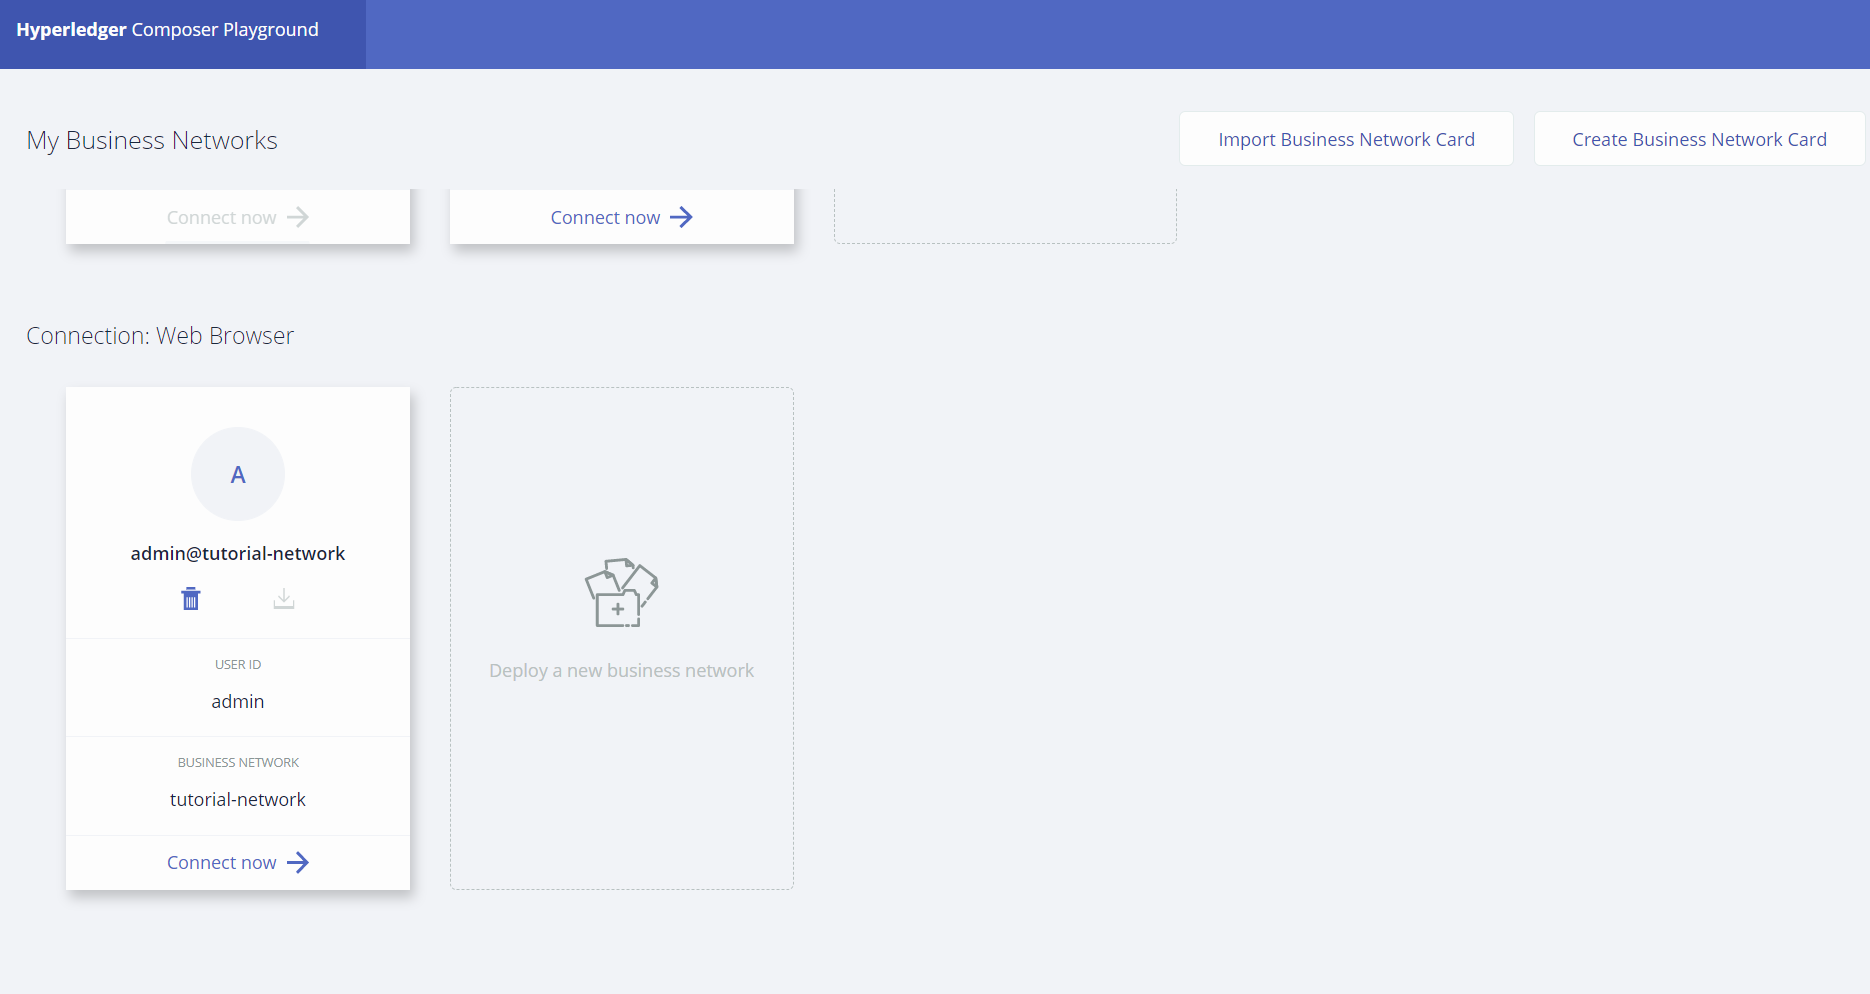 Hyperledger Composer Playground
My Business Networks
Import Business Network Card
Create Business Network Card
Connect now
Connect now
Connection: Web Browser
A
admin@tutorial-network
USER ID
admin
BUSINESS NETWORK
tutorial-network
Connect now
Deploy a new business network